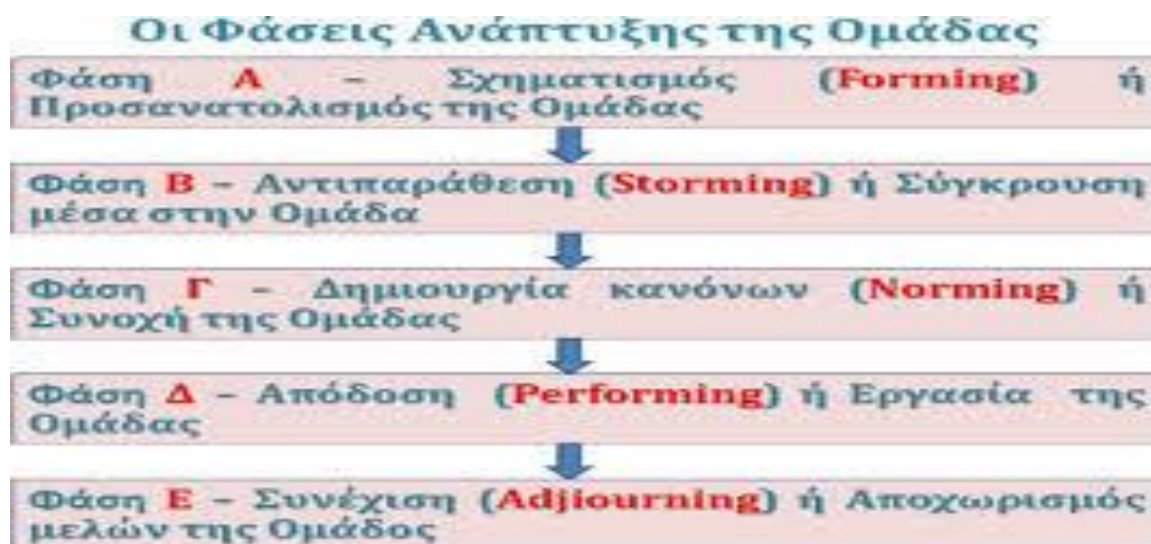 Οι Φάσεις Ανάπτυξης της Ομάδας
Φάση Α – Σχηματισμός (Forming) ή
Προσανατολισμός της Ομάδας
Φάση Β – Αντιπαράθεση (Storming) ή Σύγκρουση
μέσα στην Ομάδα
Φάση Γ – Δημιουργία κανόνων (Norming) ή
Συνοχή της Ομάδας
Φάση Δ – Απόδοση (Performing) ή Εργασία της
Ομάδας
Φάση Ε – Συνέχιση (Adjiourning) ή Αποχωρισμός
μελών της Ομάδος